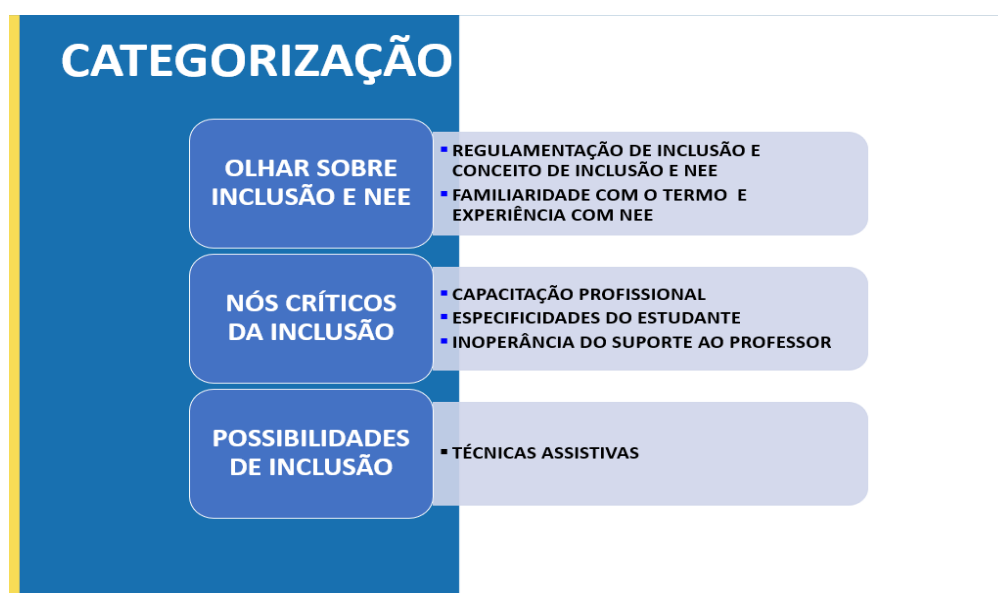 CATEGORIZAÇÃO
OLHAR SOBRE
INCLUSÃO E NEE
▪ REGULAMENTAÇÃO DE INCLUSÃO E
CONCEITO DE INCLUSÃO E NEE
▪ FAMILIARIDADE COM O TERMO E
EXPERIÊNCIA COM NEE
NÓS CRÍTICOS
DA INCLUSÃO
▪ CAPACITAÇÃO PROFISSIONAL
▪ ESPECIFICIDADES DO ESTUDANTE
▪ INOPERÂNCIA DO SUPORTE AO PROFESSOR
POSSIBILIDADES
DE INCLUSÃO
▪ TÉCNICAS ASSISTIVAS